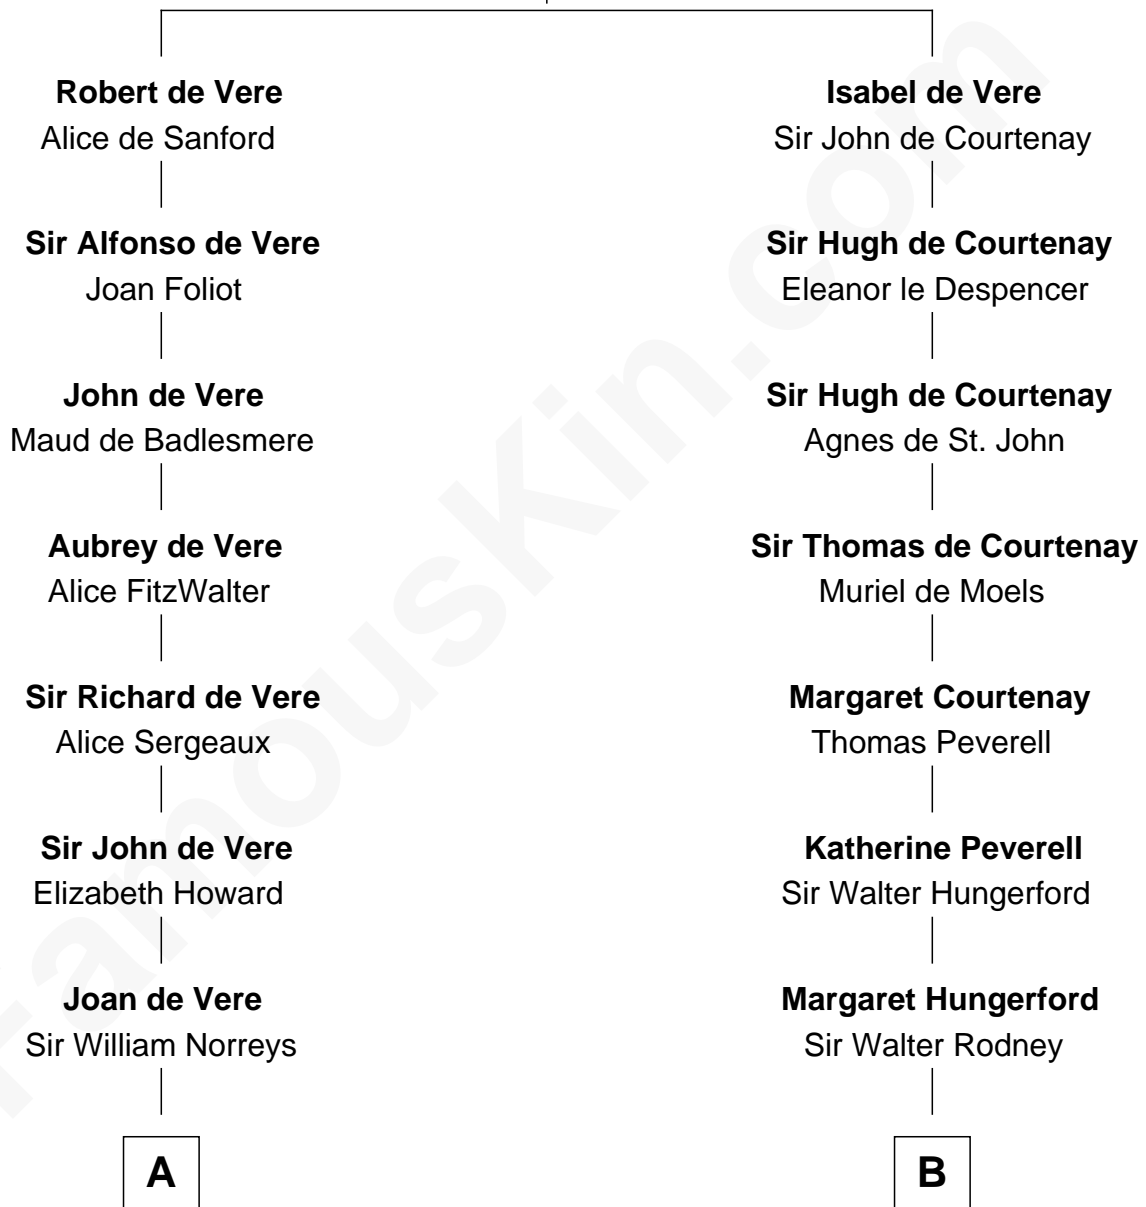 Robert de Vere
Alice de Sanford
Isabel de Vere
Sir John de Courtenay
Sir Alfonso de Vere
Joan Foliot
Sir Hugh de Courtenay
Eleanor le Despencer
John de Vere
Maud de Badlesmere
Sir Hugh de Courtenay
Agnes de St. John
Aubrey de Vere
Alice FitzWalter
Sir Thomas de Courtenay
Muriel de Moels
Sir Richard de Vere
Alice Sergeaux
Margaret Courtenay
Thomas Peverell
Sir John de Vere
Elizabeth Howard
Katherine Peverell
Sir Walter Hungerford
Joan de Vere
Sir William Norreys
Margaret Hungerford
Sir Walter Rodney
A
B
FamousKin.com